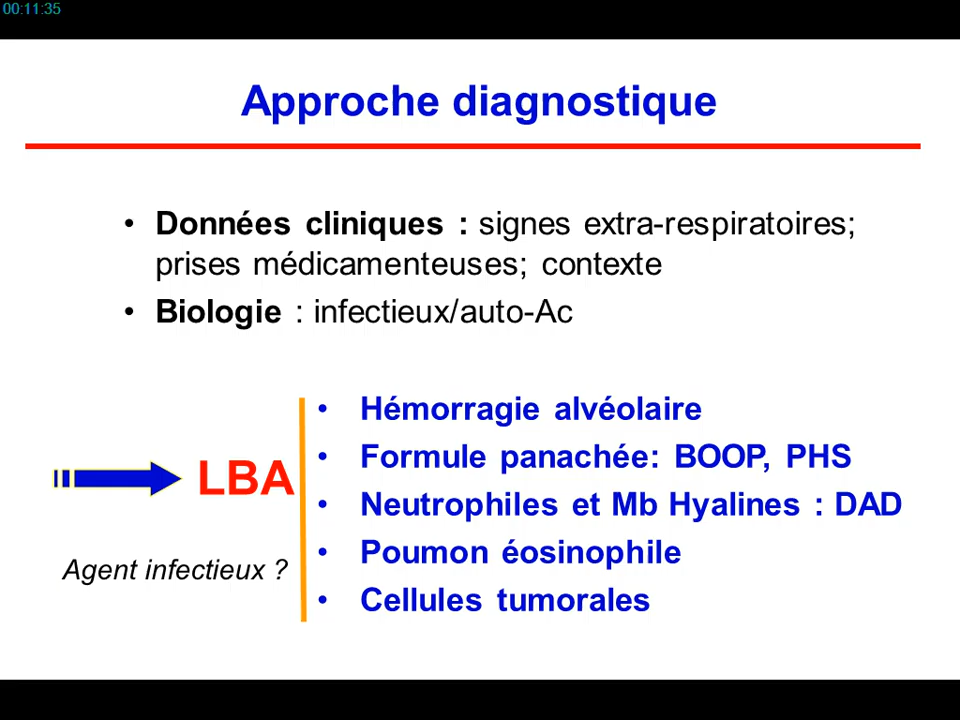 00:11:35
Approche diagnostique
• Données cliniques : signes extra-respiratoires;
prises médicamenteuses; contexte
• Biologie : infectieux/auto-Ac
LBA
Agent infectieux ?
• Hémorragie alvéolaire
• Formule panachée: BOOP, PHS
• Neutrophiles et Mb Hyalines : DAD
• Poumon éosinophile
• Cellules tumorales